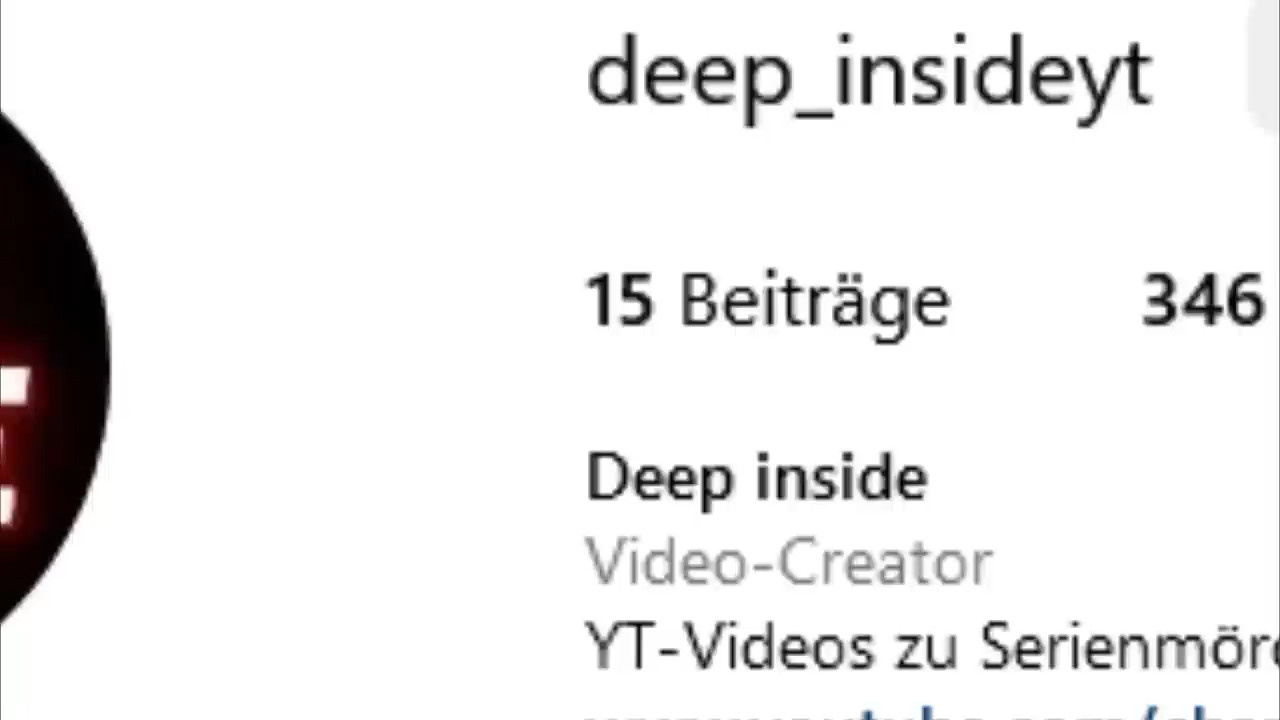 deep_insideyt
15 Beiträge 346
Deep inside
Video-Creator
YT-Videos zu